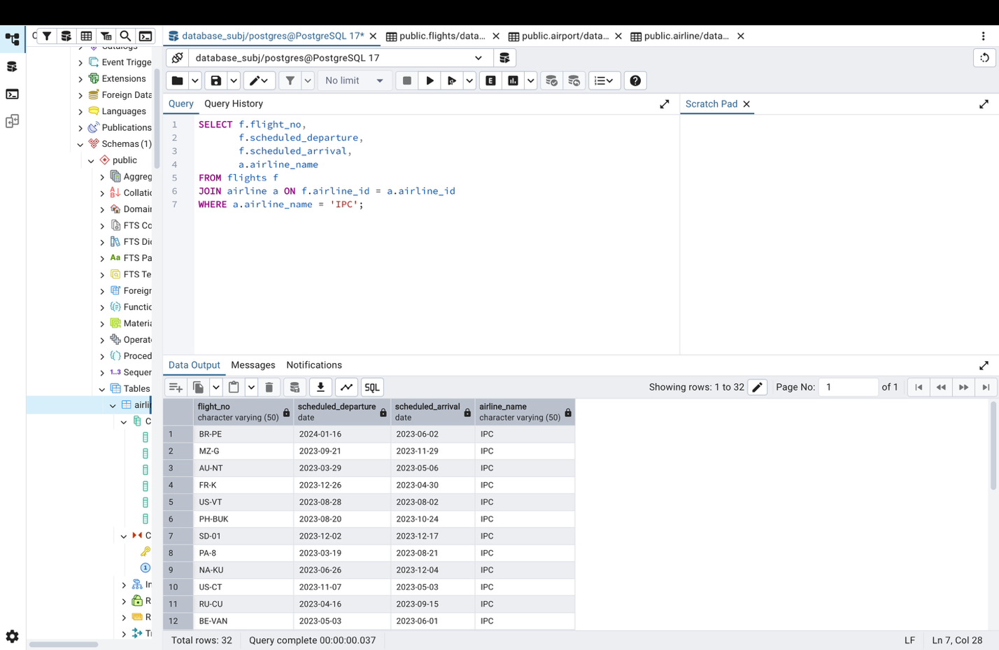 database_subj/postgres@PostgreSQL 17*
public.flights/data...
public.airport/data...
public.airline/data...
database_subj/postgres@PostgreSQL 17
No limit
E
Query
Query History
Scratch Pad
Catalogs
Event Trigge
Extensions
Foreign Data
Languages
Publications
Schemas (1)
public
Aggreg
Collatio
Domain
FTS Co
FTS Dic
Aa FTS Pa
FTS Te
Foreign
Functio
Materia
Operat
Proced
1..3 Sequen
Tables
airlin
C
C
1
In
R
R
Tr
1 SELECT f.flight_no,
2 f.scheduled_departure,
3 f.scheduled_arrival,
4 a.airline_name
5 FROM flights f
6 JOIN airline a ON f.airline_id = a.airline_id
7 WHERE a.airline_name = 'IPC';
Data Output
Messages
Notifications
SQL
Showing rows: 1 to 32
Page No: 1 of 1
flight_no scheduled_departure scheduled_arrival airline_name
character varying (50) date date character varying (50)
1 BR-PE 2024-01-16 2023-06-02 IPC
2 MZ-G 2023-09-21 2023-11-29 IPC
3 AU-NT 2023-03-29 2023-05-06 IPC
4 FR-K 2023-12-26 2023-04-30 IPC
5 US-VT 2023-08-28 2023-08-02 IPC
6 PH-BUK 2023-08-20 2023-10-24 IPC
7 SD-01 2023-12-02 2023-12-17 IPC
8 PA-8 2023-03-19 2023-08-21 IPC
9 NA-KU 2023-06-26 2023-12-04 IPC
10 US-CT 2023-11-07 2023-05-03 IPC
11 RU-CU 2023-04-16 2023-09-15 IPC
12 BE-VAN 2023-05-03 2023-06-01 IPC
Total rows: 32
Query complete 00:00:00.037
LF
Ln 7, Col 28